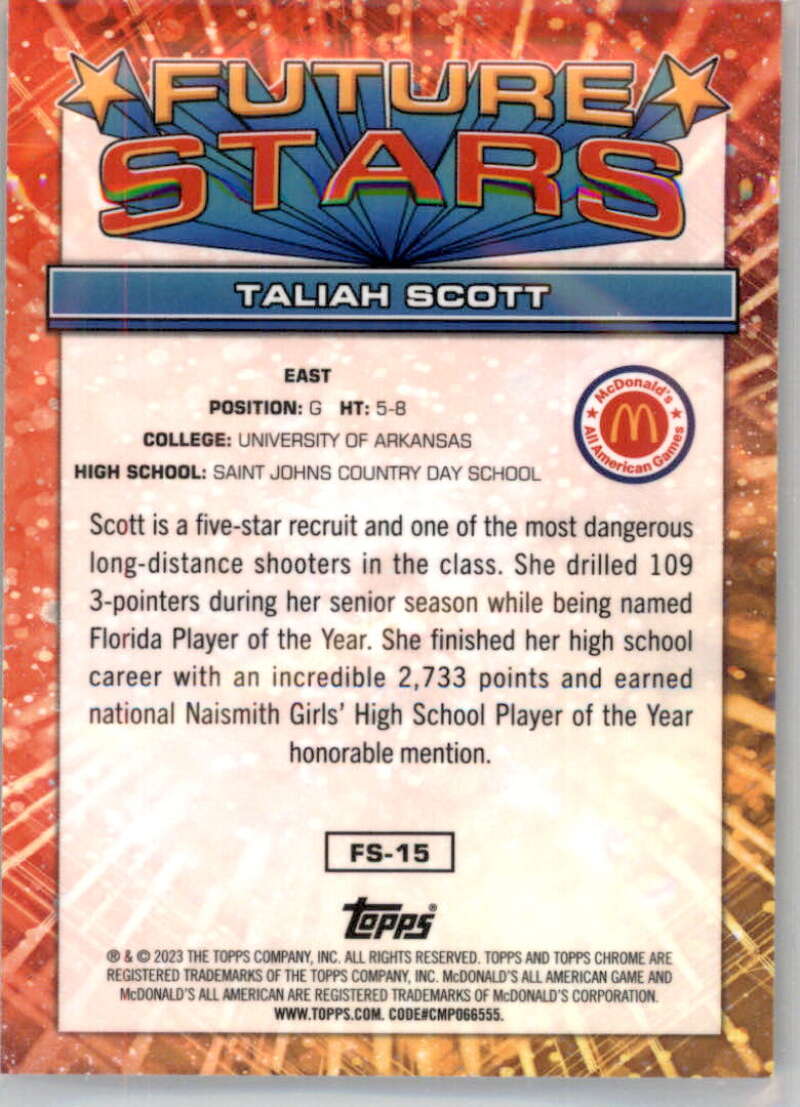 FUTURE
STARS
TALIAH SCOTT
EAST
POSITION: G HT: 5-8
COLLEGE: UNIVERSITY OF ARKANSAS
HIGH SCHOOL: SAINT JOHNS COUNTRY DAY SCHOOL
McDonald's
All American Games
Scott is a five-star recruit and one of the most dangerous
long-distance shooters in the class. She drilled 109
3-pointers during her senior season while being named
Florida Player of the Year. She finished her high school
career with an incredible 2,733 points and earned
national Naismith Girls' High School Player of the Year
honorable mention.
FS-15
topps®
® & © 2023 THE TOPPS COMPANY, INC. ALL RIGHTS RESERVED. TOPPS AND TOPPS CHROME ARE
REGISTERED TRADEMARKS OF THE TOPPS COMPANY, INC. McDONALD'S ALL AMERICAN GAME AND
McDONALD'S ALL AMERICAN ARE REGISTERED TRADEMARKS OF McDONALD'S CORPORATION.
WWW.TOPPS.COM. CODE#CMP066555.